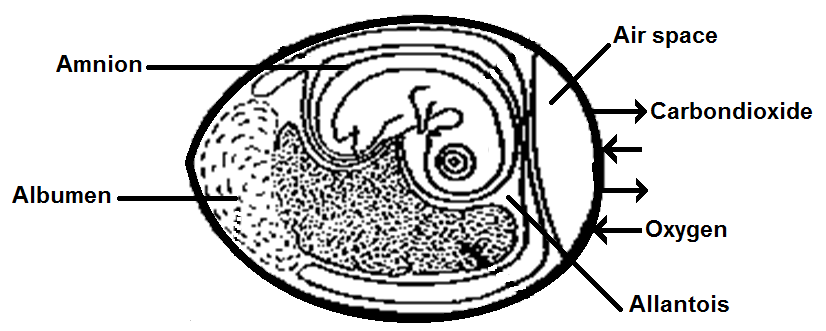 Air space
Amnion
Carbondioxide
Albumen
Oxygen
Allantois